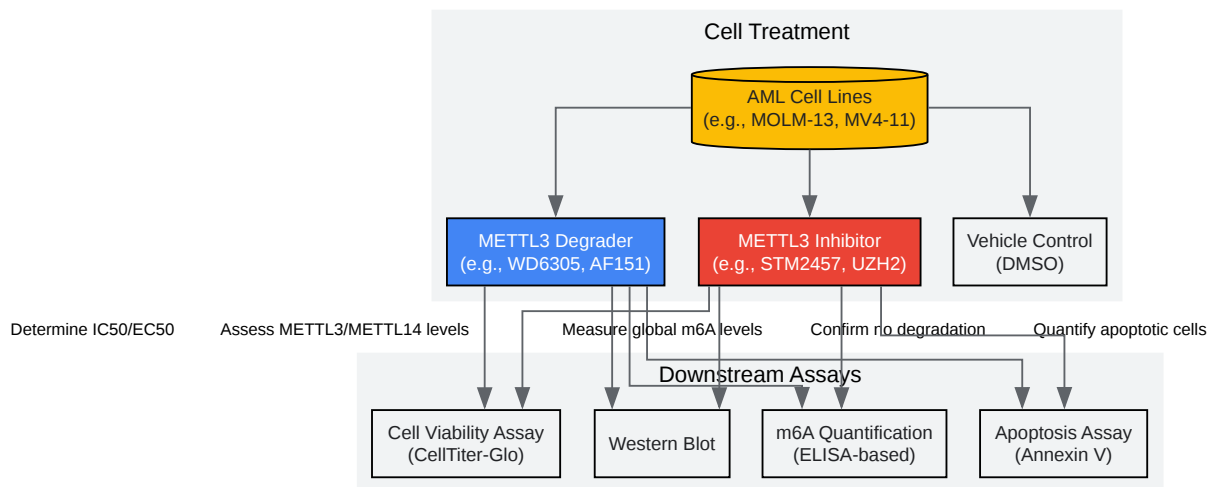 Cell Treatment
AML Cell Lines
(e.g., MOLM-13, MV4-11)
METTL3 Degrader
(e.g., WD6305, AF151)
METTL3 Inhibitor
(e.g., STM2457, UZH2)
Vehicle Control
(DMSO)
Determine IC50/EC50
Assess METTL3/METTL14 levels
Measure global m6A levels
Confirm no degradation
Quantify apoptotic cells
Downstream Assays
Cell Viability Assay
(CellTiter-Glo)
Western Blot
m6A Quantification
(ELISA-based)
Apoptosis Assay
(Annexin V)